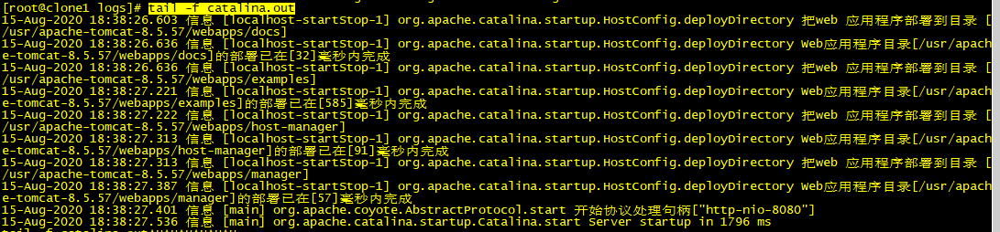 [root@clone1 logs]# tail -f catalina.out
15-Aug-2020 18:38:26.603 信息 [localhost-startStop-1] org.apache.catalina.startup.HostConfig.deployDirectory 把web 应用程序部署到目录 [
/usr/apache-tomcat-8.5.57/webapps/docs]
15-Aug-2020 18:38:26.636 信息 [localhost-startStop-1] org.apache.catalina.startup.HostConfig.deployDirectory Web应用程序目录[/usr/apach
e-tomcat-8.5.57/webapps/docs]的部署已在[32]毫秒内完成
15-Aug-2020 18:38:26.636 信息 [localhost-startStop-1] org.apache.catalina.startup.HostConfig.deployDirectory 把web 应用程序部署到目录 [
/usr/apache-tomcat-8.5.57/webapps/examples]
15-Aug-2020 18:38:27.221 信息 [localhost-startStop-1] org.apache.catalina.startup.HostConfig.deployDirectory Web应用程序目录[/usr/apach
e-tomcat-8.5.57/webapps/examples]的部署已在[585]毫秒内完成
15-Aug-2020 18:38:27.222 信息 [localhost-startStop-1] org.apache.catalina.startup.HostConfig.deployDirectory 把web 应用程序部署到目录 [
/usr/apache-tomcat-8.5.57/webapps/host-manager]
15-Aug-2020 18:38:27.313 信息 [localhost-startStop-1] org.apache.catalina.startup.HostConfig.deployDirectory Web应用程序目录[/usr/apach
e-tomcat-8.5.57/webapps/host-manager]的部署已在[91]毫秒内完成
15-Aug-2020 18:38:27.313 信息 [localhost-startStop-1] org.apache.catalina.startup.HostConfig.deployDirectory 把web 应用程序部署到目录 [
/usr/apache-tomcat-8.5.57/webapps/manager]
15-Aug-2020 18:38:27.387 信息 [localhost-startStop-1] org.apache.catalina.startup.HostConfig.deployDirectory Web应用程序目录[/usr/apach
e-tomcat-8.5.57/webapps/manager]的部署已在[57]毫秒内完成
15-Aug-2020 18:38:27.401 信息 [main] org.apache.coyote.AbstractProtocol.start 开始协议处理句柄["http-nio-8080"]
15-Aug-2020 18:38:27.536 信息 [main] org.apache.catalina.startup.Catalina.start Server startup in 1796 ms